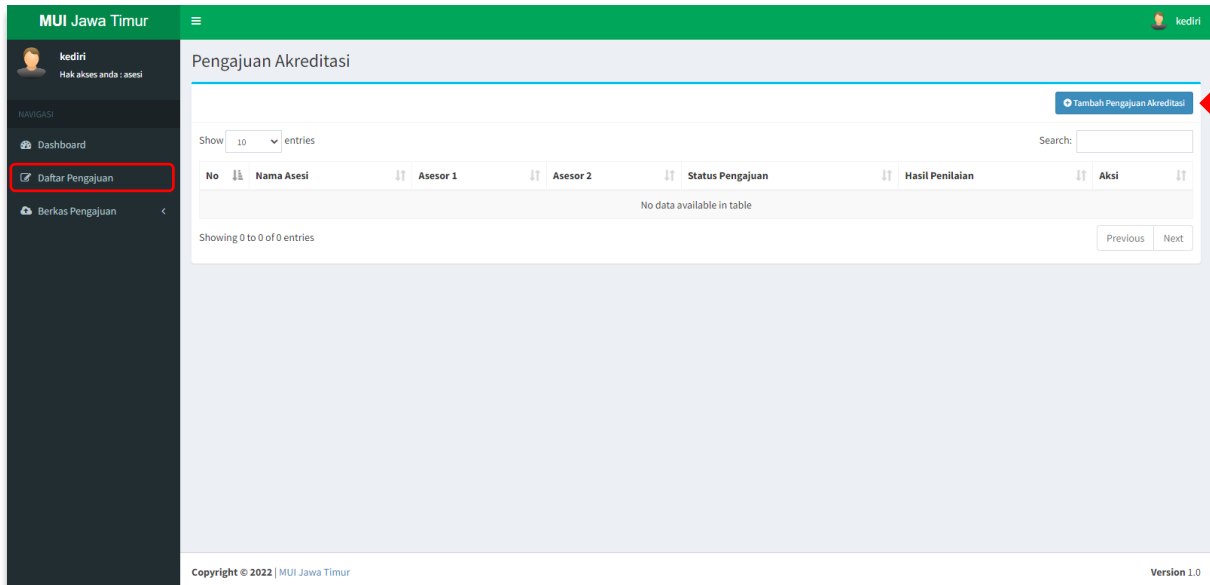 MUI Jawa Timur
kediri
kediri
Hak akses anda : asesi
NAVIGASI
Dashboard
Daftar Pengajuan
Berkas Pengajuan
Pengajuan Akreditasi
Tambah Pengajuan Akreditasi
Show 10 entries
Search:
No Nama Asesi Asesor 1 Asesor 2 Status Pengajuan Hasil Penilaian Aksi
No data available in table
Showing 0 to 0 of 0 entries
Previous Next
Copyright © 2022 | MUI Jawa Timur
Version 1.0